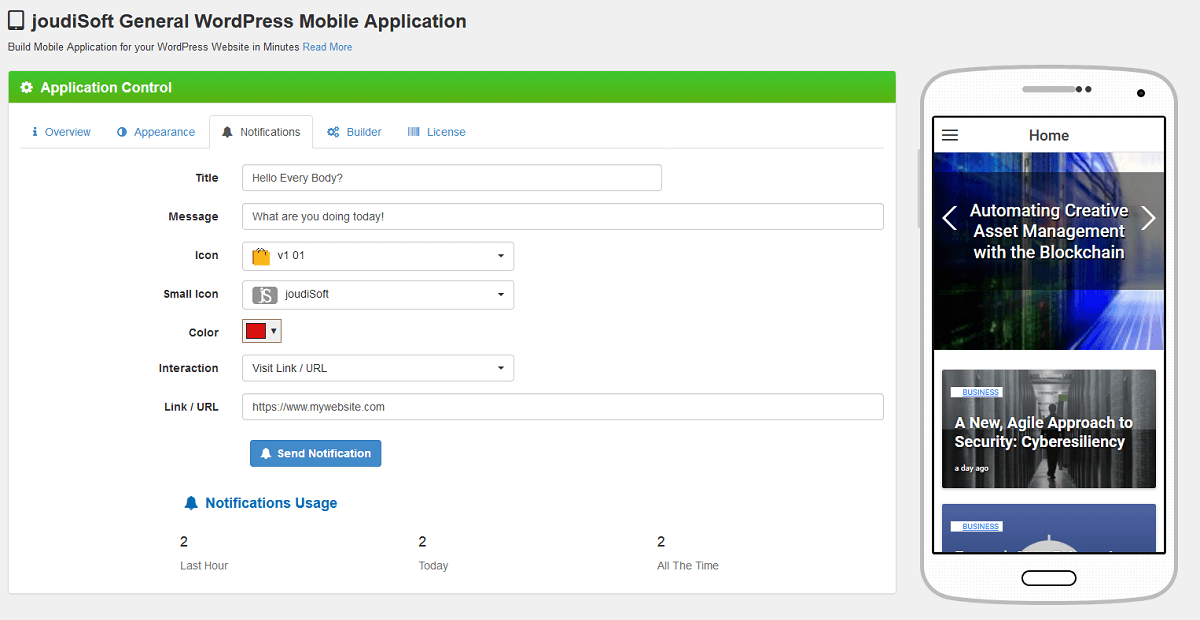 joudiSoft General WordPress Mobile Application
Build Mobile Application for your WordPress Website in Minutes Read More
Application Control
Overview Appearance Notifications Builder License
Title Hello Every Body?
Message What are you doing today!
Icon v1 01
Small Icon jS joudiSoft
Color
Interaction Visit Link / URL
Link / URL https://www.mywebsite.com
Send Notification
Notifications Usage
2 2 2
Last Hour Today All The Time
Home
Automating Creative
Asset Management
with the Blockchain
BUSINESS
A New, Agile Approach to
Security: Cyberesiliency
a day ago
BUSINESS